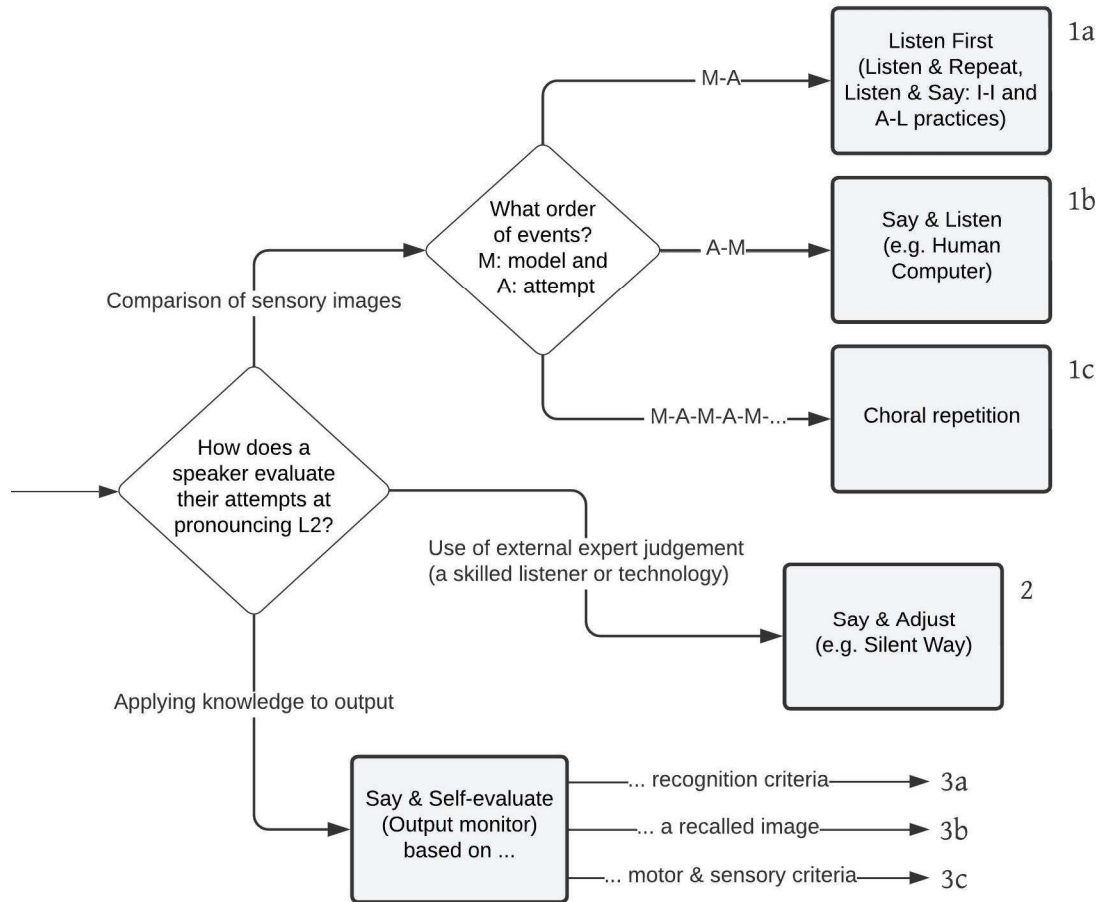 1a
Listen First
(Listen & Repeat,
Listen & Say: I-I and
A-L practices)
M-A
1b
What order
of events?
M: model and
A: attempt
A-M
Say & Listen
(e.g. Human
Computer)
Comparison of sensory images
1c
M-A-M-A-M-...
Choral repetition
How does a
speaker evaluate
their attempts at
pronouncing L2?
Use of external expert judgement
(a skilled listener or technology)
2
Say & Adjust
(e.g. Silent Way)
Applying knowledge to output
Say & Self-evaluate
(Output monitor)
based on ...
... recognition criteria
3a
... a recalled image
3b
... motor & sensory criteria
3c